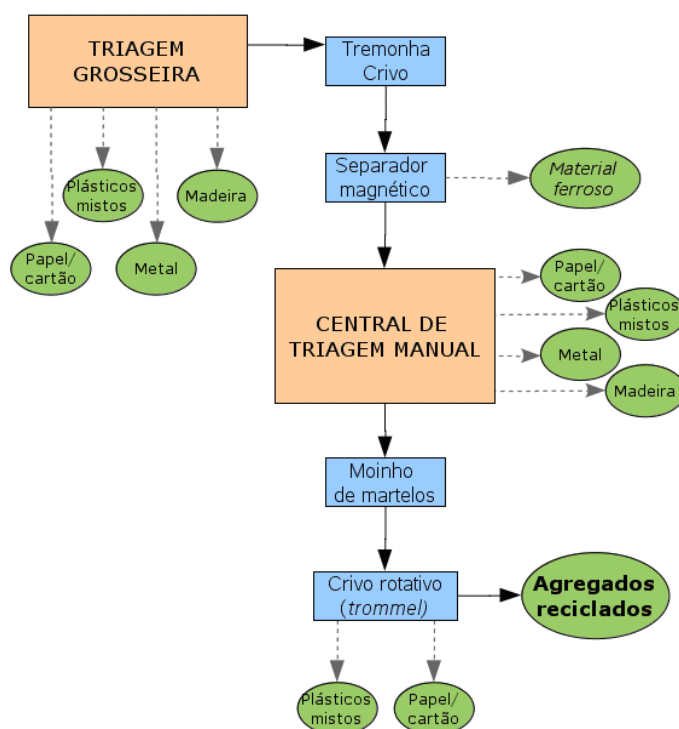 TRIAGEM
GROSSEIRA
Tremonha
Crivo
Plásticos
mistos
Madeira
Papel/
cartão
Metal
Separador
magnético
Material
ferroso
CENTRAL DE
TRIAGEM MANUAL
Papel/
cartão
Plásticos
mistos
Metal
Madeira
Moinho
de martelos
Crivo rotativo
(trommel)
Agregados
reciclados
Plásticos
mistos
Papel/
cartão